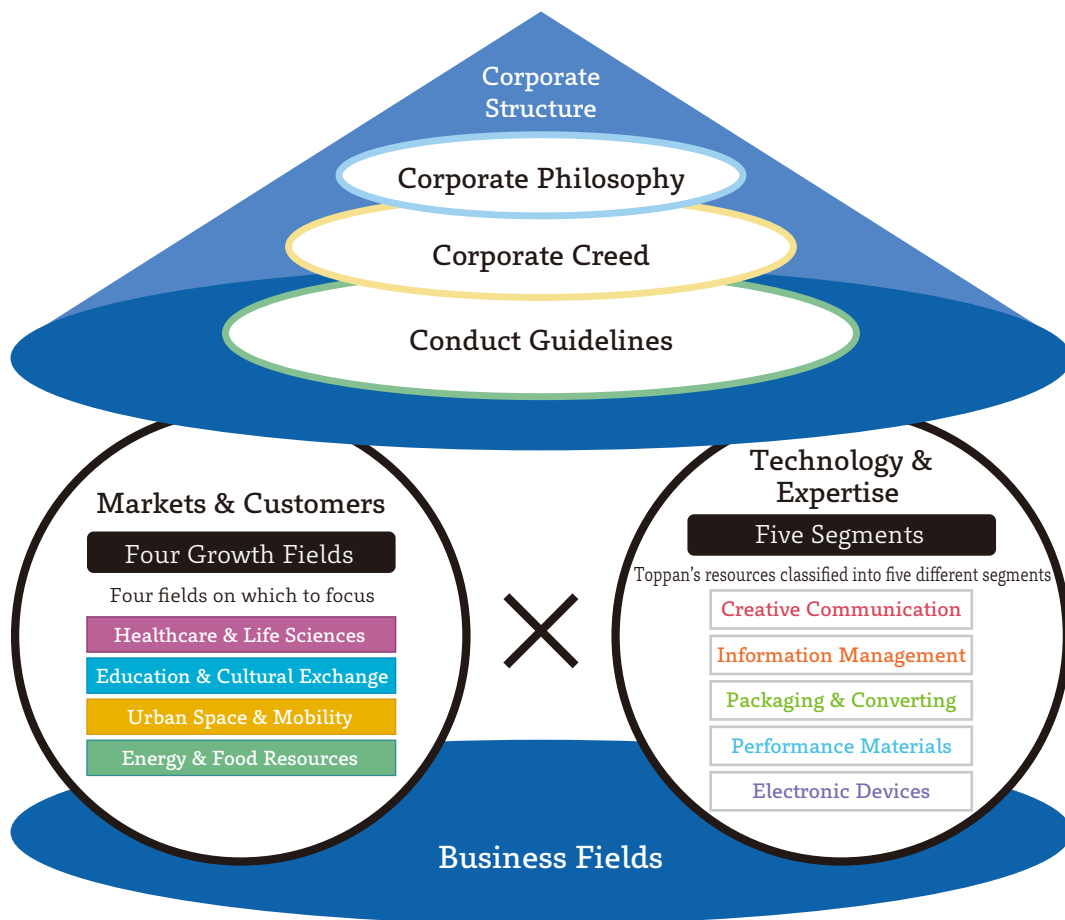 Corporate
Structure
Corporate Philosophy
Corporate Creed
Conduct Guidelines
Markets & Customers
Four Growth Fields
Four fields on which to focus
Healthcare & Life Sciences
Education & Cultural Exchange
Urban Space & Mobility
Energy & Food Resources
Technology &
Expertise
Five Segments
Toppan's resources classified into five different segments
Creative Communication
Information Management
Packaging & Converting
Performance Materials
Electronic Devices
Business Fields